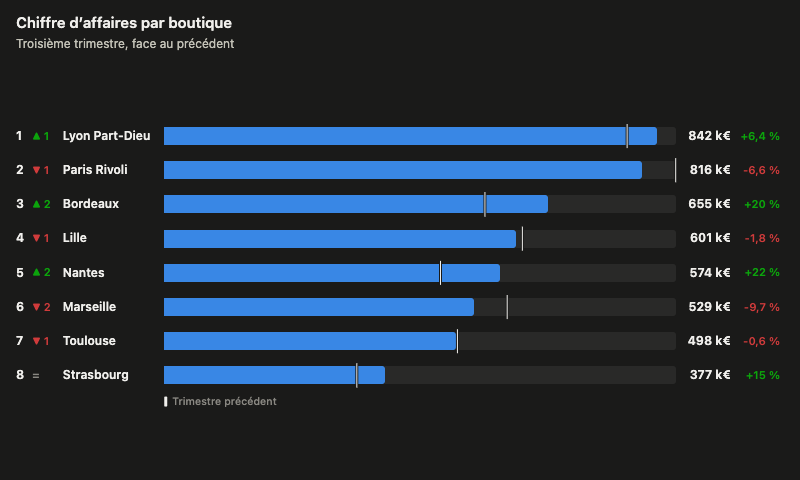 Chiffre d’affaires par boutique
Troisième trimestre, face au précédent
1 ▲ 1 Lyon Part-Dieu 842 k€ +6,4 %
2 ▼ 1 Paris Rivoli 816 k€ -6,6 %
3 ▲ 2 Bordeaux 655 k€ +20 %
4 ▼ 1 Lille 601 k€ -1,8 %
5 ▲ 2 Nantes 574 k€ +22 %
6 ▼ 2 Marseille 529 k€ -9,7 %
7 ▼ 1 Toulouse 498 k€ -0,6 %
8 = Strasbourg 377 k€ +15 %
Trimestre précédent